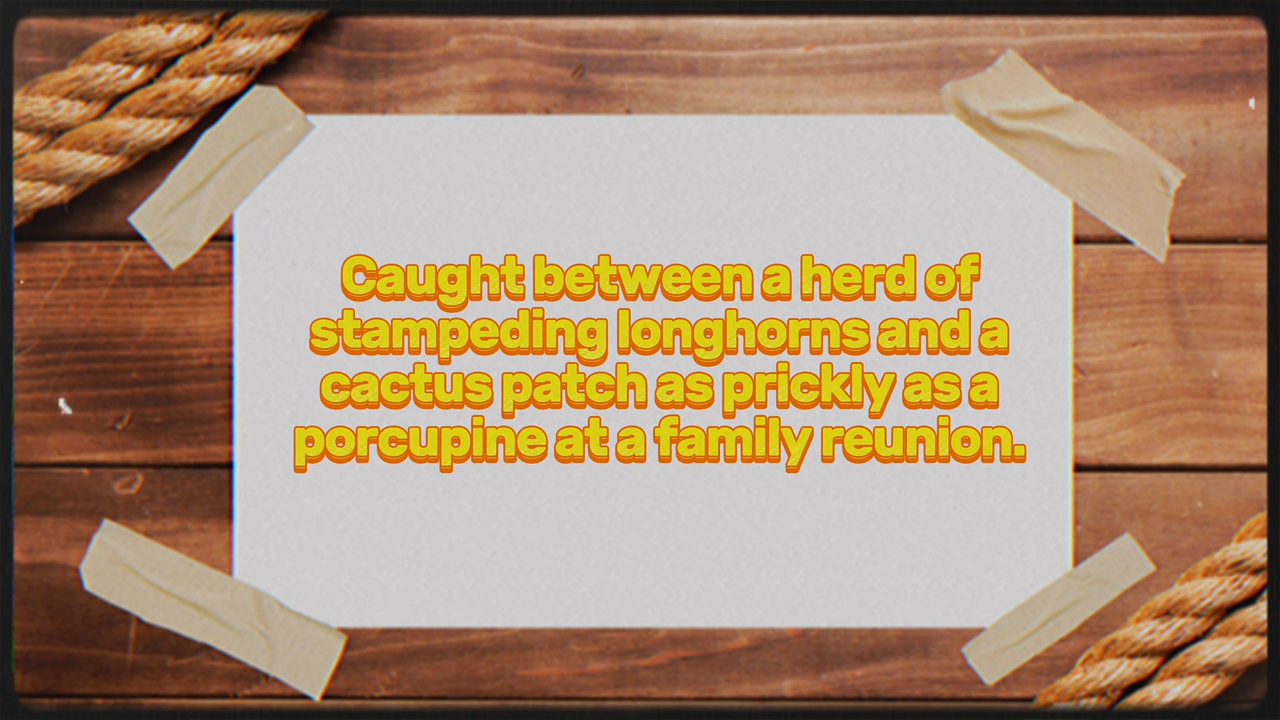 Caught between a herd of
stampeding longhorns and a
cactus patch as prickly as a
porcupine at a family reunion.